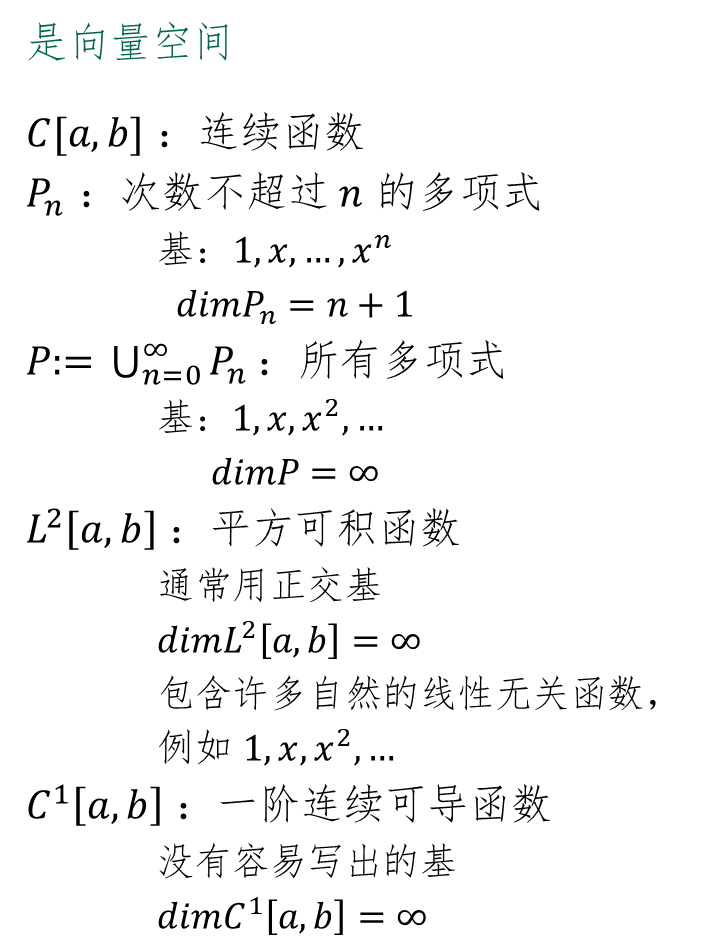 是向量空间
C[a, b]：连续函数
Pₙ：次数不超过 n 的多项式
基：1, x, … , xⁿ
dimPₙ = n + 1
P:= ⋃ₙ₌₀^∞ Pₙ：所有多项式
基：1, x, x², …
dimP = ∞
L²[a, b]：平方可积函数
通常用正交基
dimL²[a, b] = ∞
包含许多自然的线性无关函数，
例如 1, x, x², …
C¹[a, b]：一阶连续可导函数
没有容易写出的基
dimC¹[a, b] = ∞